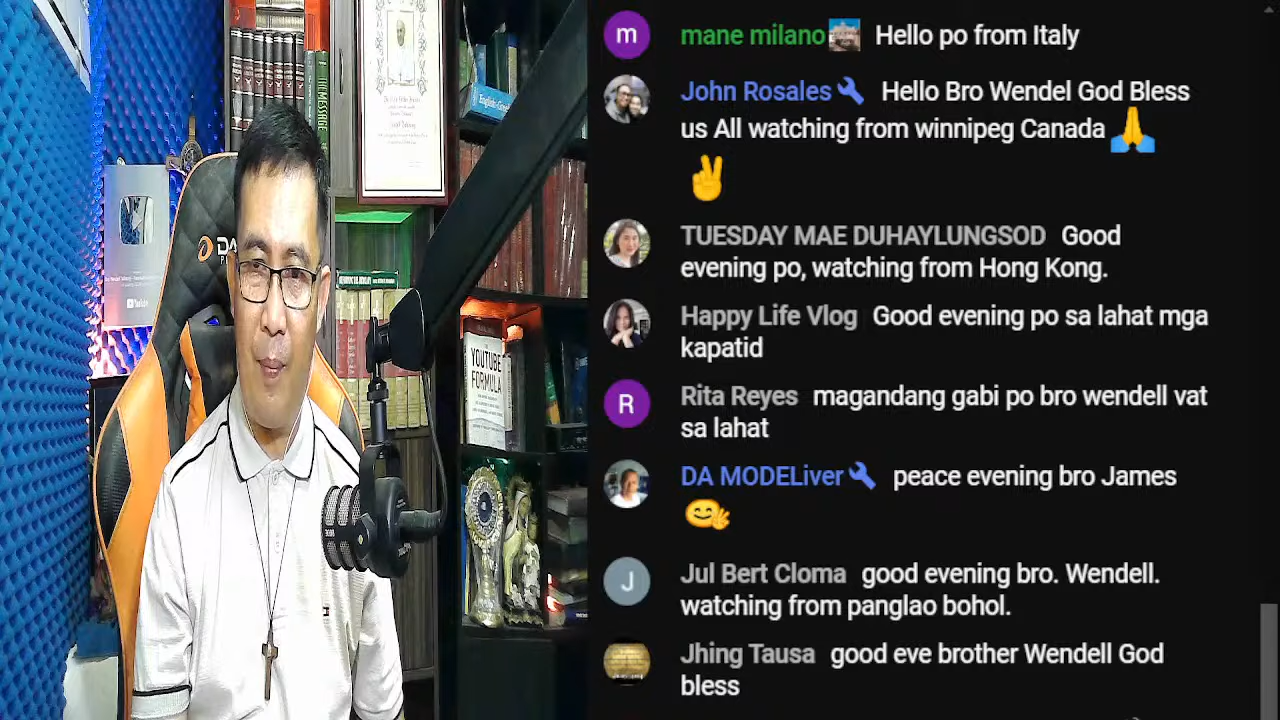 mane milano Hello po from Italy
John Rosales Hello Bro Wendel God Bless
us All watching from winnipeg Canada 🙏
✌
TUESDAY MAE DUHAYLUNGSOD Good
evening po, watching from Hong Kong.
Happy Life Vlog Good evening po sa lahat mga
kapatid
Rita Reyes magandang gabi po bro wendell vat
sa lahat
DA MODELiver peace evening bro James
Jul Bert Cloma good evening bro. Wendell.
watching from panglao bohol.
Jhing Tausa good eve brother Wendell God
bless
m
R
J
YouTube
THE MESSAGE
YOUTUBE
FORMULA
DA